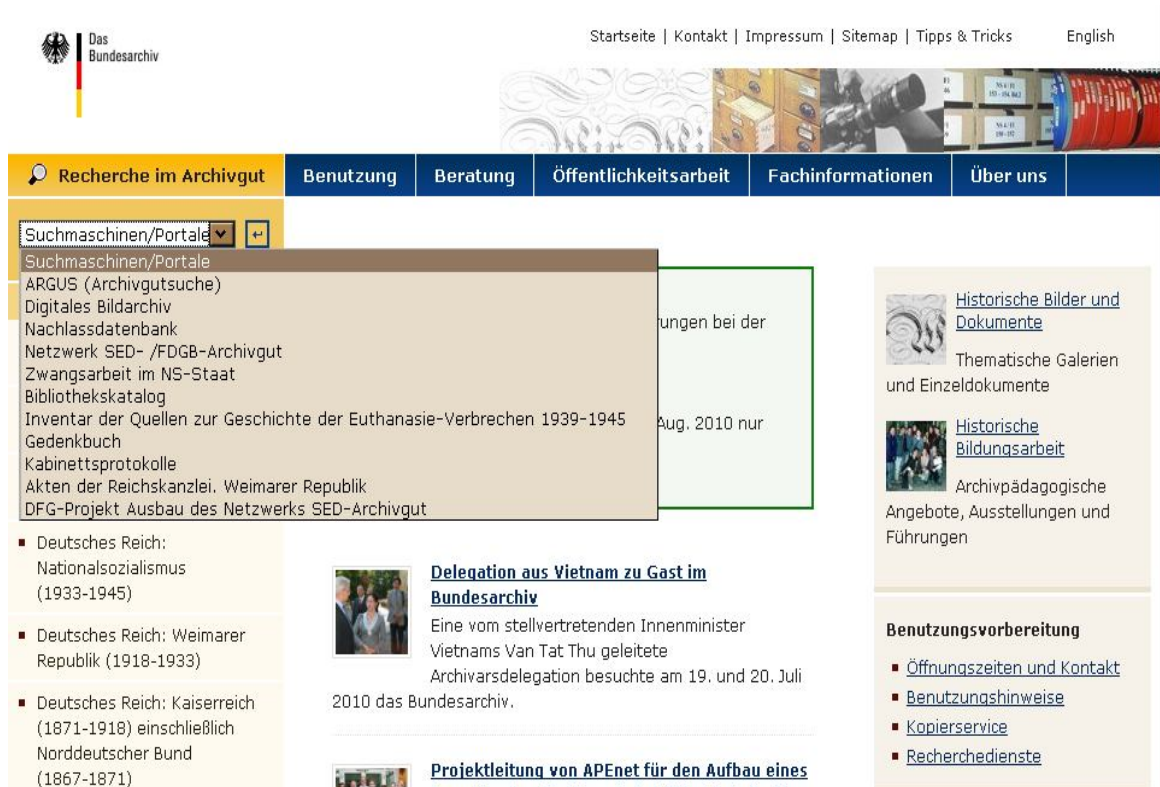 Das
Bundesarchiv
Startseite | Kontakt | Impressum | Sitemap | Tipps & Tricks English
Recherche im Archivgut Benutzung Beratung Öffentlichkeitsarbeit Fachinformationen Über uns
Suchmaschinen/Portale
Suchmaschinen/Portale
ARGUS (Archivgutsuche)
Digitales Bildarchiv
Nachlassdatenbank
Netzwerk SED- /FDGB-Archivgut
Zwangsarbeit im NS-Staat
Bibliothekskatalog
Inventar der Quellen zur Geschichte der Euthanasie-Verbrechen 1939-1945
Gedenkbuch
Kabinettsprotokolle
Akten der Reichskanzlei. Weimarer Republik
DFG-Projekt Ausbau des Netzwerks SED-Archivgut
Deutsches Reich:
Nationalsozialismus
(1933-1945)
Deutsches Reich: Weimarer
Republik (1918-1933)
Deutsches Reich: Kaiserreich
(1871-1918) einschließlich
Norddeutscher Bund
(1867-1871)
rungen bei der
Aug. 2010 nur
Delegation aus Vietnam zu Gast im
Bundesarchiv
Eine vom stellvertretenden Innenminister
Vietnams Van Tat Thu geleitete
Archivarsdelegation besuchte am 19. und 20. Juli
2010 das Bundesarchiv.
Projektleitung von APEnet für den Aufbau eines
Historische Bilder und
Dokumente
Thematische Galerien
und Einzeldokumente
Historische
Bildungsarbeit
Archivpädagogische
Angebote, Ausstellungen und
Führungen
Benutzungsvorbereitung
Öffnungszeiten und Kontakt
Benutzungshinweise
Kopierservice
Recherchedienste